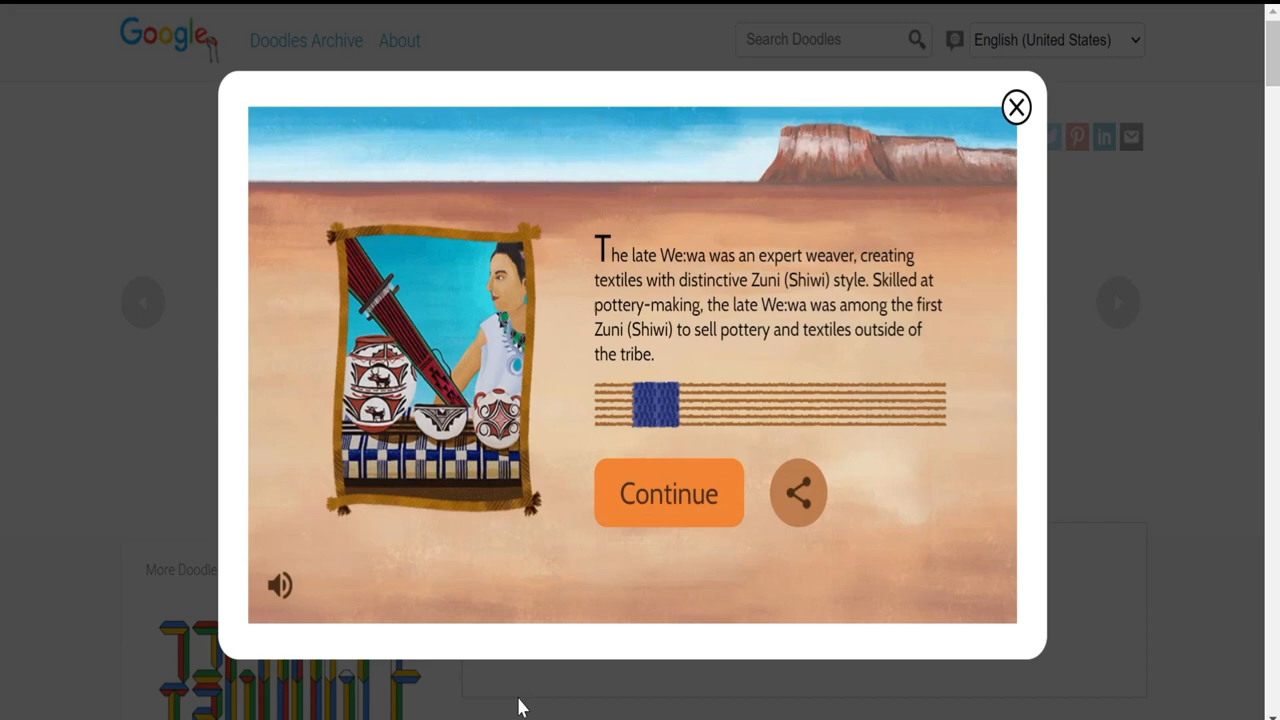 Google
Doodles Archive
About
Search Doodles
English (United States)
The late We:wa was an expert weaver, creating
textiles with distinctive Zuni (Shiwi) style. Skilled at
pottery-making, the late We:wa was among the first
Zuni (Shiwi) to sell pottery and textiles outside of
the tribe.
Continue
More Doodle